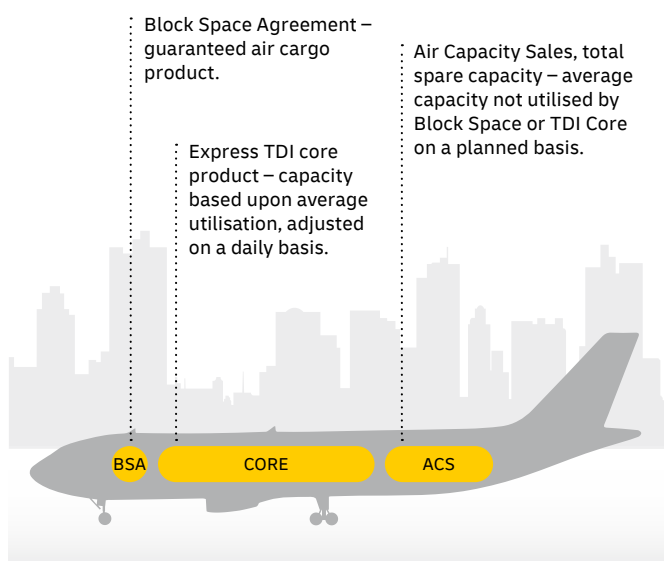 Block Space Agreement –
guaranteed air cargo
product.
Air Capacity Sales, total
spare capacity – average
capacity not utilised by
Block Space or TDI Core
on a planned basis.
Express TDI core
product – capacity
based upon average
utilisation, adjusted
on a daily basis.
BSA
CORE
ACS